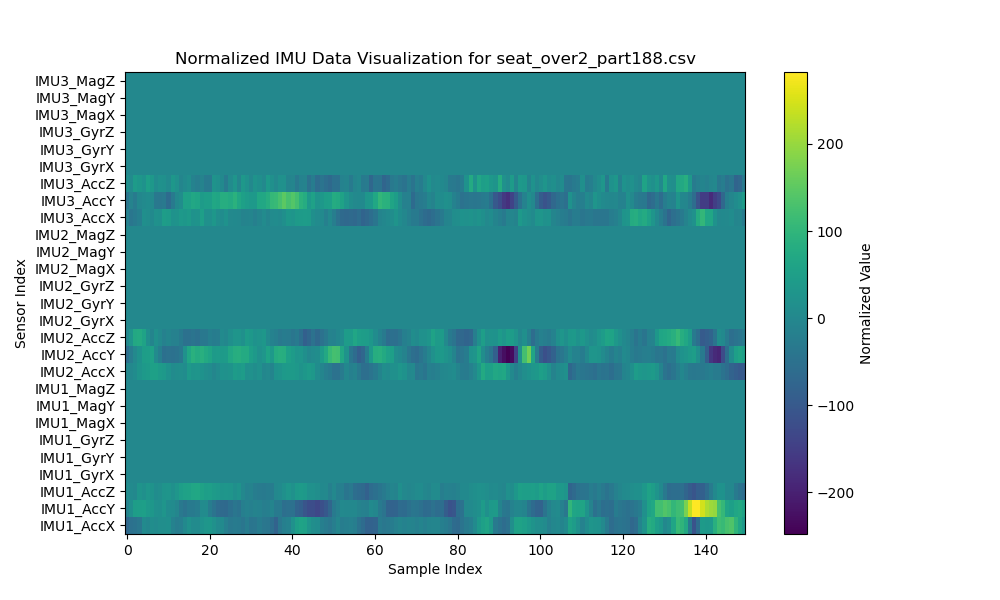 Normalized IMU Data Visualization for seat_over2_part188.csv
IMU3_MagZ
IMU3_MagY
IMU3_MagX
IMU3_GyrZ
IMU3_GyrY
IMU3_GyrX
IMU3_AccZ
IMU3_AccY
IMU3_AccX
IMU2_MagZ
IMU2_MagY
IMU2_MagX
IMU2_GyrZ
IMU2_GyrY
IMU2_GyrX
IMU2_AccZ
IMU2_AccY
IMU2_AccX
IMU1_MagZ
IMU1_MagY
IMU1_MagX
IMU1_GyrZ
IMU1_GyrY
IMU1_GyrX
IMU1_AccZ
IMU1_AccY
IMU1_AccX
Sensor Index
0 20 40 60 80 100 120 140
Sample Index
200
100
0
−100
−200
Normalized Value